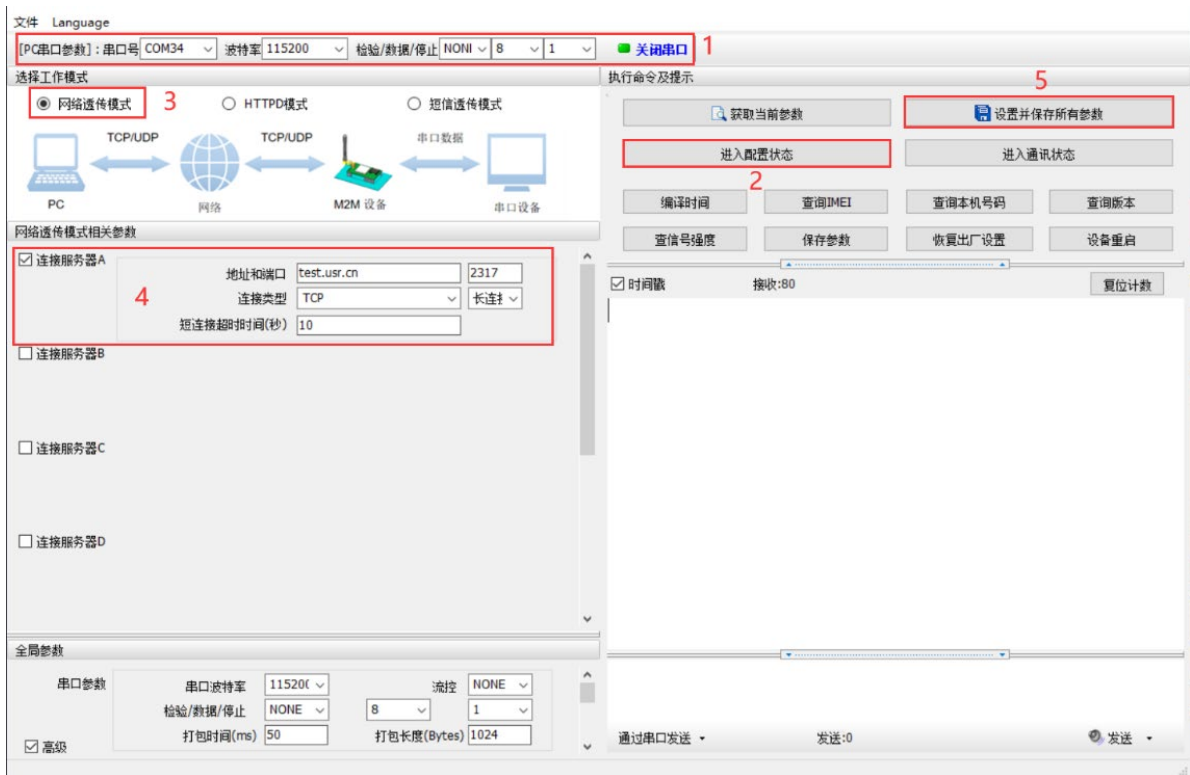 文件 Language
[PC串口参数]：串口号 COM34 波特率 115200 检验/数据/停止 NONI 8 1 关闭串口 1
选择工作模式
网络透传模式 3 HTTPD模式 短信透传模式
TCP/UDP TCP/UDP 串口数据
PC 网络 M2M 设备 串口设备
网络透传模式相关参数
连接服务器A
4
地址和端口 test.usr.cn 2317
连接类型 TCP 长连接
短连接超时时间(秒) 10
连接服务器B
连接服务器C
连接服务器D
全局参数
串口参数 串口波特率 11520( 流控 NONE
检验/数据/停止 NONE 8 1
打包时间(ms) 50 打包长度(Bytes) 1024
高级
执行命令及提示
5
获取当前参数 设置并保存所有参数
进入配置状态 进入通讯状态
2
编译时间 查询IMEI 查询本机号码 查询版本
查信号强度 保存参数 恢复出厂设置 设备重启
时间戳 接收:80 复位计数
通过串口发送 发送:0 发送